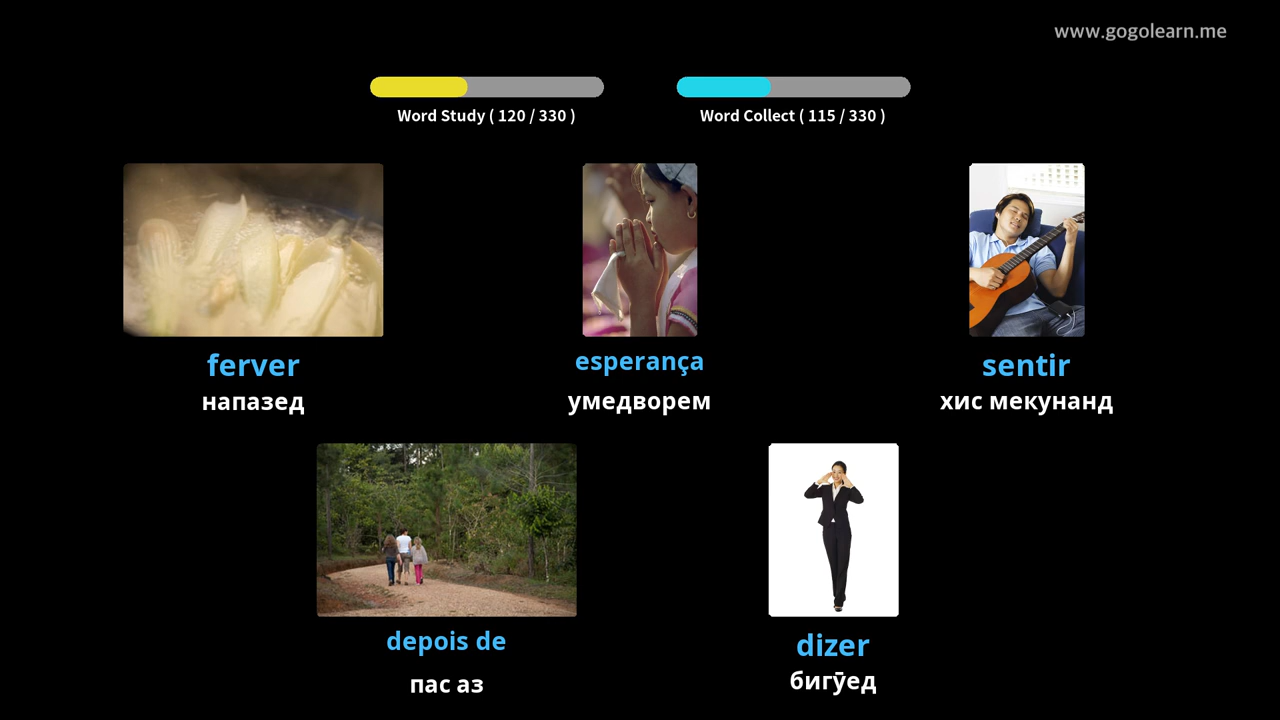 www.gogolearn.me
Word Study ( 120 / 330 )
Word Collect ( 115 / 330 )
ferver
напазед
esperança
умедворем
sentir
хис мекунанд
depois de
пас аз
dizer
бигӯед